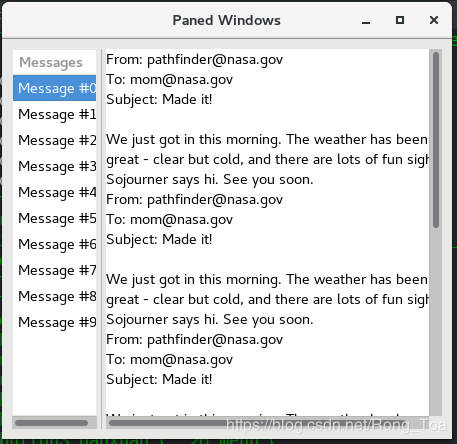 Paned Windows
Messages
Message #0
Message #1
Message #2
Message #3
Message #4
Message #5
Message #6
Message #7
Message #8
Message #9
From: pathfinder@nasa.gov
To: mom@nasa.gov
Subject: Made it!
We just got in this morning. The weather has been
great - clear but cold, and there are lots of fun sigh
Sojourner says hi. See you soon.
From: pathfinder@nasa.gov
To: mom@nasa.gov
Subject: Made it!
We just got in this morning. The weather has been
great - clear but cold, and there are lots of fun sigh
Sojourner says hi. See you soon.
From: pathfinder@nasa.gov
To: mom@nasa.gov
Subject: Made it!
https://blog.csdn.net/Rong_Toa